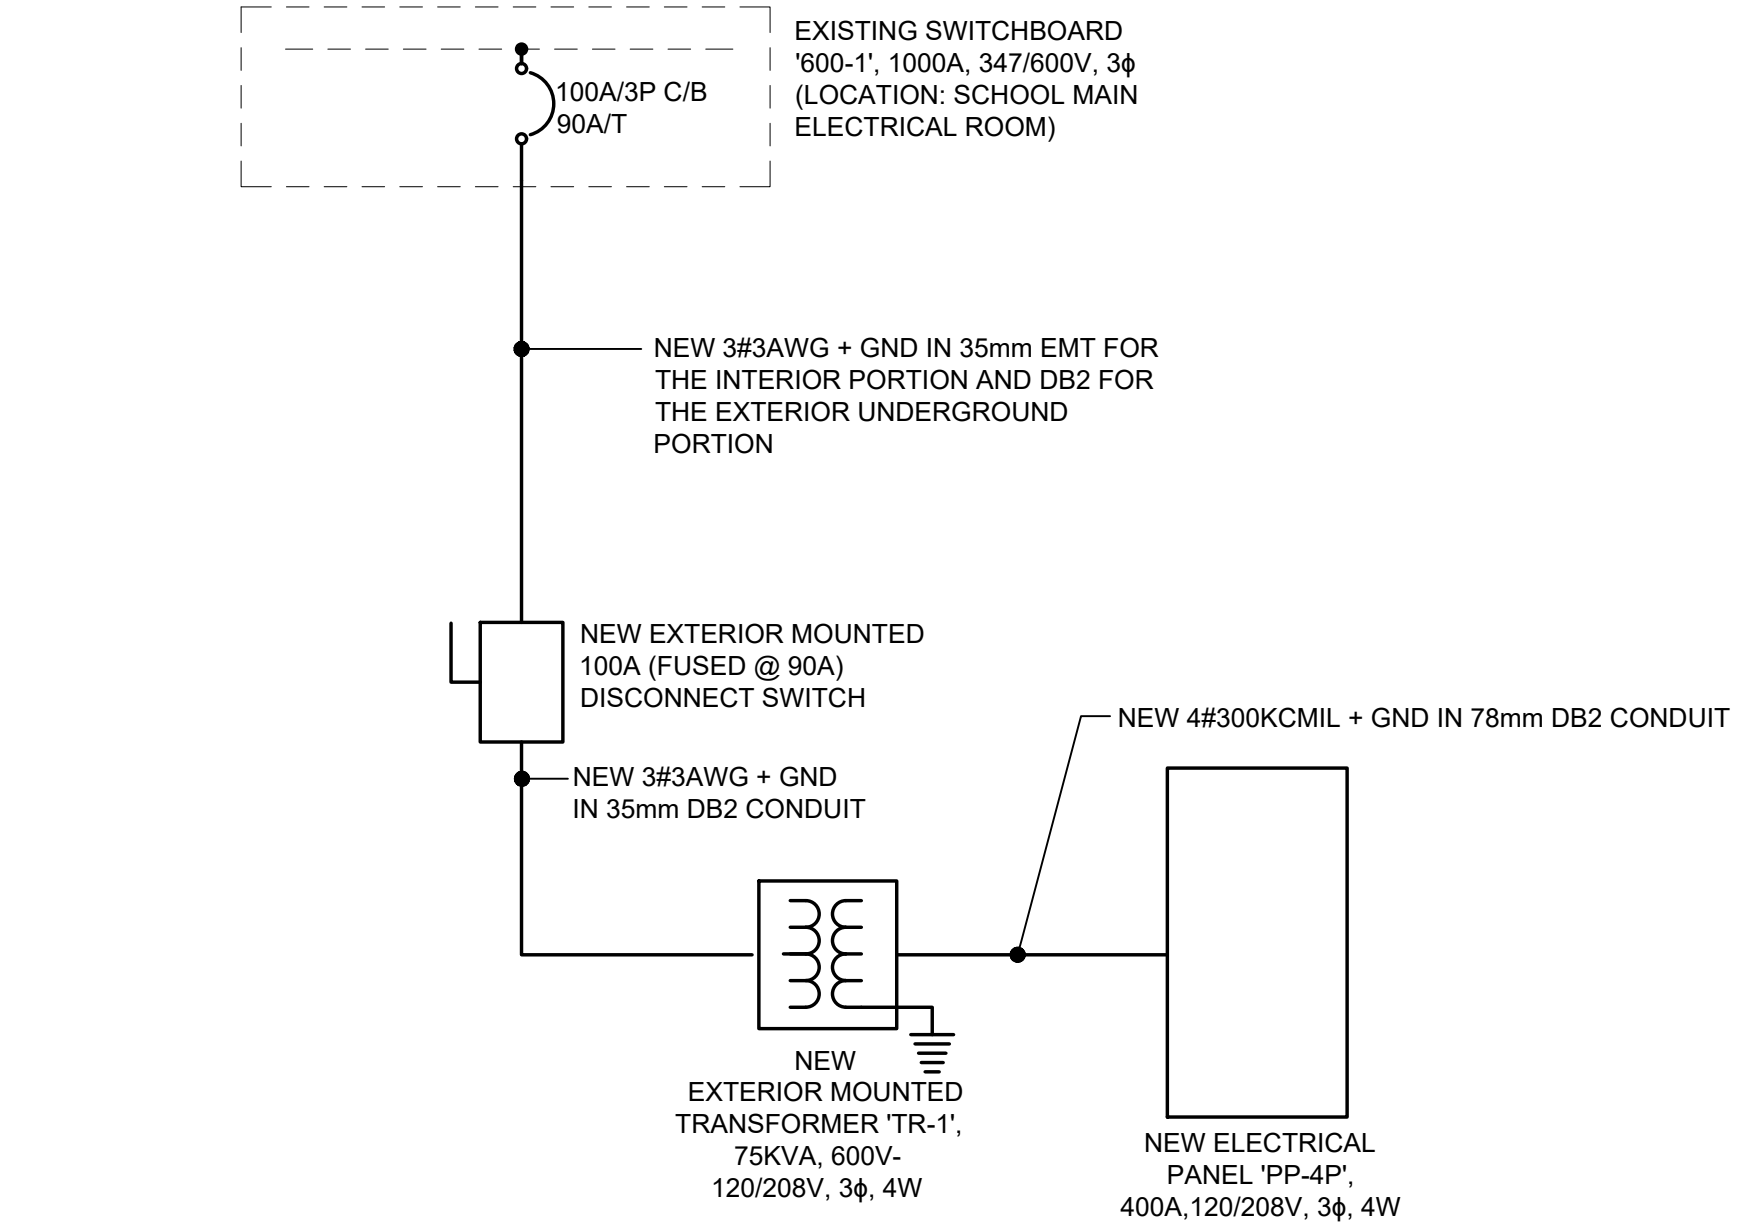 EXISTING SWITCHBOARD
'600-1', 1000A, 347/600V, 3ϕ
(LOCATION: SCHOOL MAIN
ELECTRICAL ROOM)
100A/3P C/B
90A/T
NEW 3#3AWG + GND IN 35mm EMT FOR
THE INTERIOR PORTION AND DB2 FOR
THE EXTERIOR UNDERGROUND
PORTION
NEW EXTERIOR MOUNTED
100A (FUSED @ 90A)
DISCONNECT SWITCH
NEW 4#300KCMIL + GND IN 78mm DB2 CONDUIT
NEW 3#3AWG + GND
IN 35mm DB2 CONDUIT
NEW
EXTERIOR MOUNTED
TRANSFORMER 'TR-1',
75KVA, 600V-
120/208V, 3ϕ, 4W
NEW ELECTRICAL
PANEL 'PP-4P',
400A,120/208V, 3ϕ, 4W